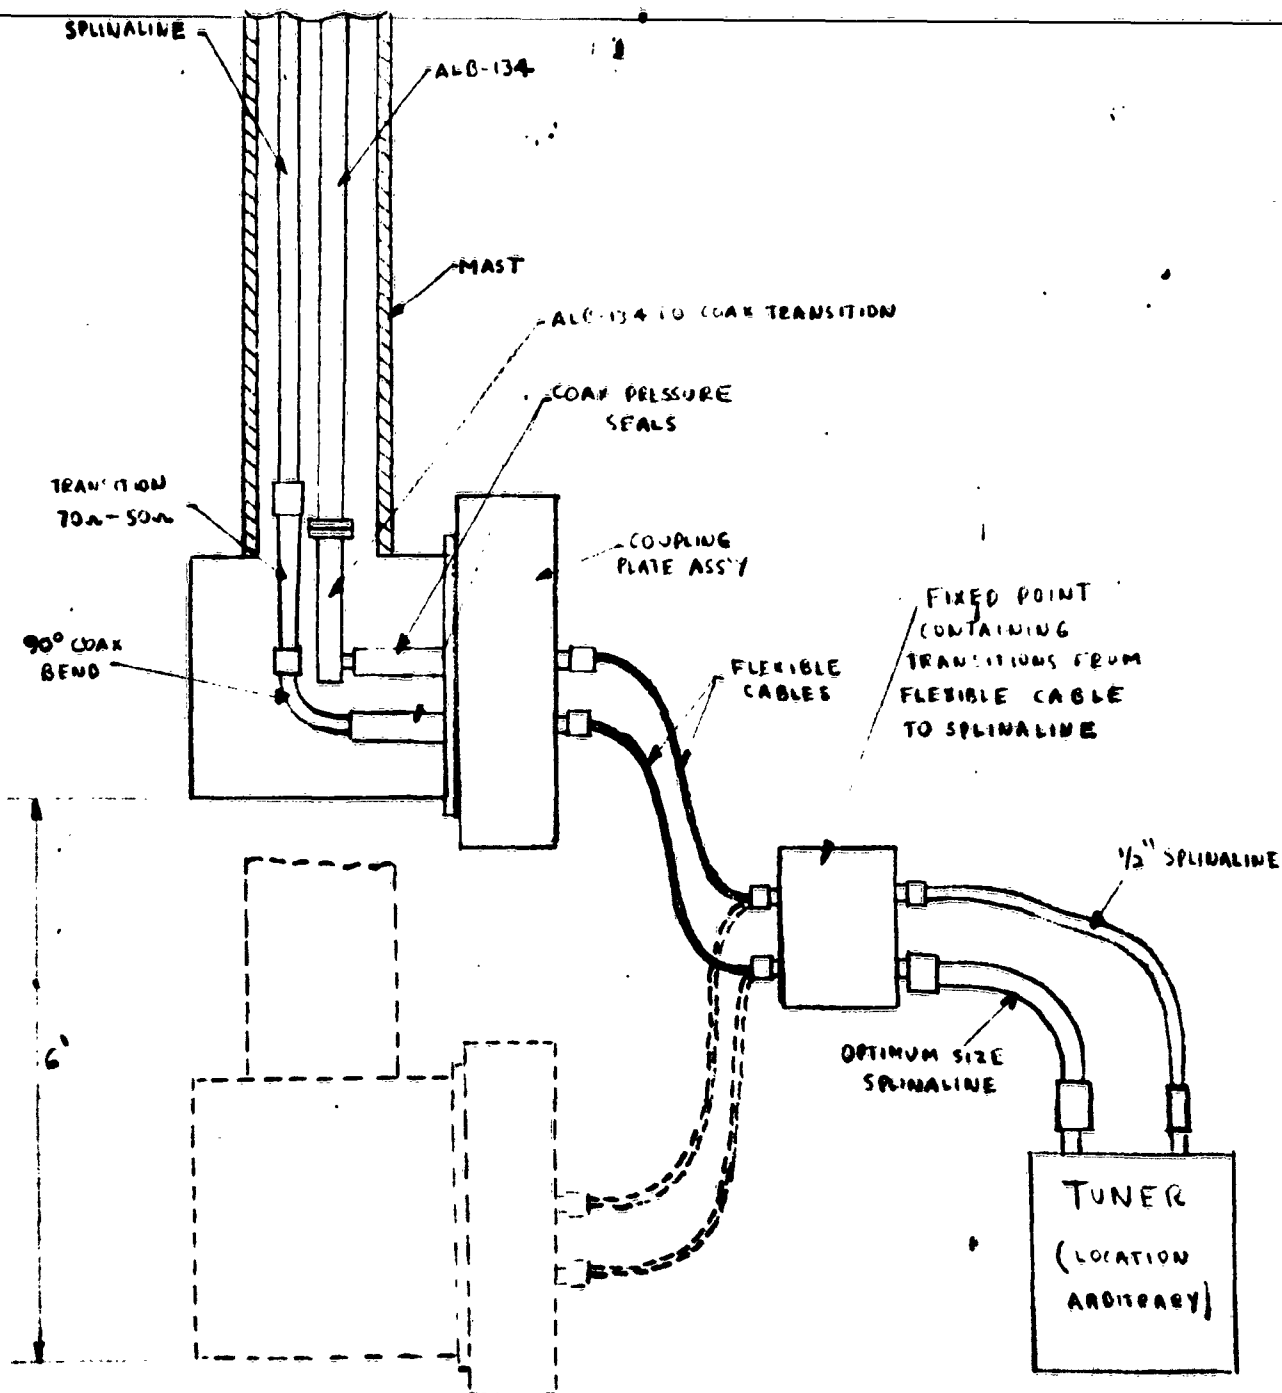 SPLINALINE
ALB-134
MAST
ALB-134 TO COAX TRANSITION
COAX PRESSURE
SEALS
TRANSITION
70Ω-50Ω
COUPLING
PLATE ASS'Y
FIXED POINT
CONTAINING
TRANSITIONS FROM
FLEXIBLE CABLE
TO SPLINALINE
90° COAX
BEND
FLEXIBLE
CABLES
1/2" SPLINALINE
6'
OPTIMUM SIZE
SPLINALINE
TUNER
(LOCATION
ARBITRARY)